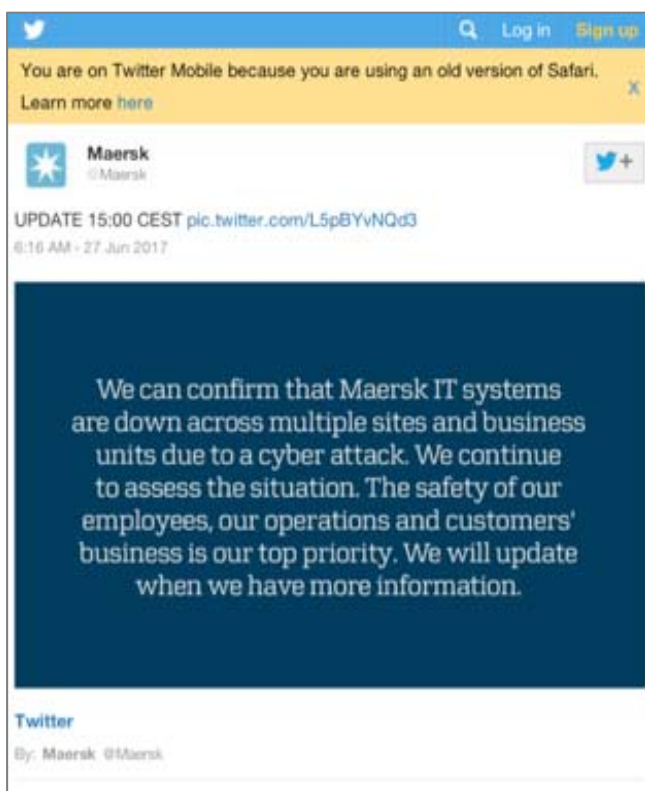 Log in Sign up
You are on Twitter Mobile because you are using an old version of Safari.
Learn more here
X
Maersk
@Maersk
+
UPDATE 15:00 CEST pic.twitter.com/L5pBYvNQd3
6:16 AM - 27 Jun 2017
We can confirm that Maersk IT systems
are down across multiple sites and business
units due to a cyber attack. We continue
to assess the situation. The safety of our
employees, our operations and customers'
business is our top priority. We will update
when we have more information.
Twitter
By: Maersk @Maersk